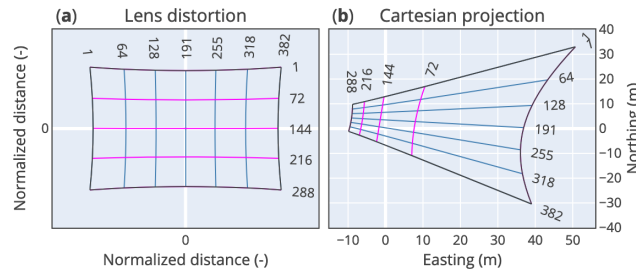 (a) Lens distortion
(b) Cartesian projection
Normalized distance (-)
0
1 64 128 191 255 318 382
1
72
144
216
288
0
Normalized distance (-)
288 216 144 72 1
64
128
191
255
318
382
40
30
20
10
0
−10
−20
−30
−40
Northing (m)
−10 0 10 20 30 40 50
Easting (m)